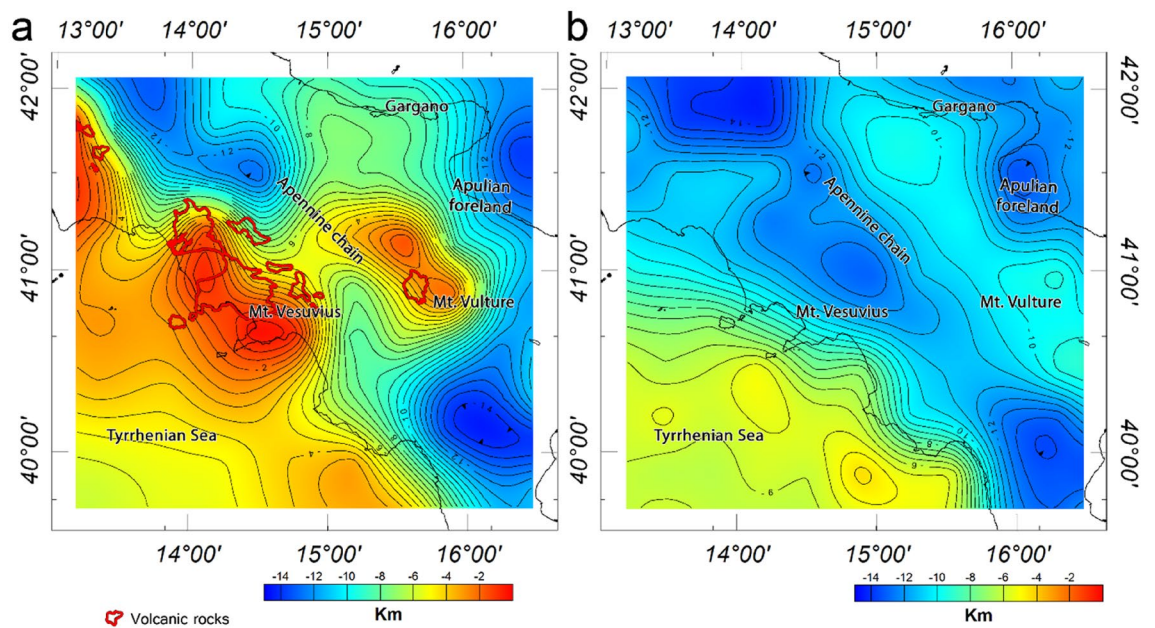 a
b
13°00' 14°00' 15°00' 16°00'
13°00' 14°00' 15°00' 16°00'
42°00'
42°00'
Gargano
Gargano
Apulian
foreland
Apulian
foreland
Apennine chain
Apennine chain
41°00'
41°00'
Mt. Vulture
Mt. Vulture
Mt. Vesuvius
Mt. Vesuvius
Tyrrhenian Sea
Tyrrhenian Sea
40°00'
40°00'
14°00' 15°00' 16°00'
14°00' 15°00' 16°00'
-14 -12 -10 -8 -6 -4 -2
-14 -12 -10 -8 -6 -4 -2
Km
Km
Volcanic rocks